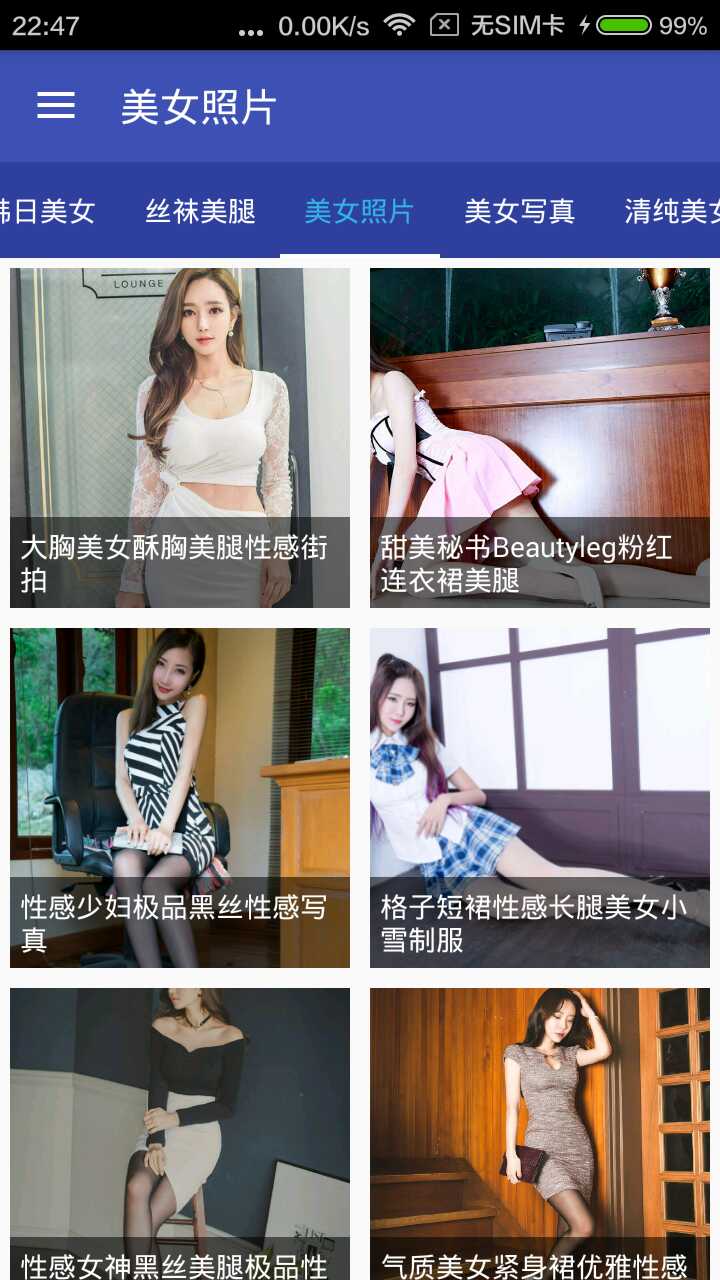 22:47
... 0.00K/s 无SIM卡 99%
美女照片
韩日美女 丝袜美腿 美女照片 美女写真 清纯美女
LOUNGE
大胸美女酥胸美腿性感街
拍
甜美秘书Beautyleg粉红
连衣裙美腿
性感少妇极品黑丝性感写
真
格子短裙性感长腿美女小
雪制服
性感女神黑丝美腿极品性
气质美女紧身裙优雅性感